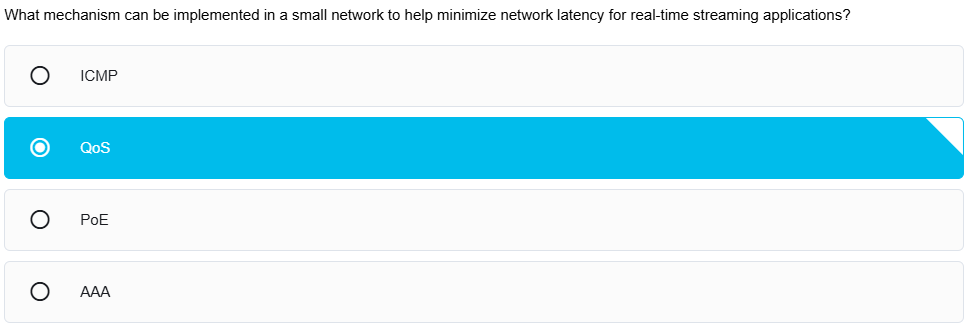 What mechanism can be implemented in a small network to help minimize network latency for real-time streaming applications?
ICMP
QoS
PoE
AAA